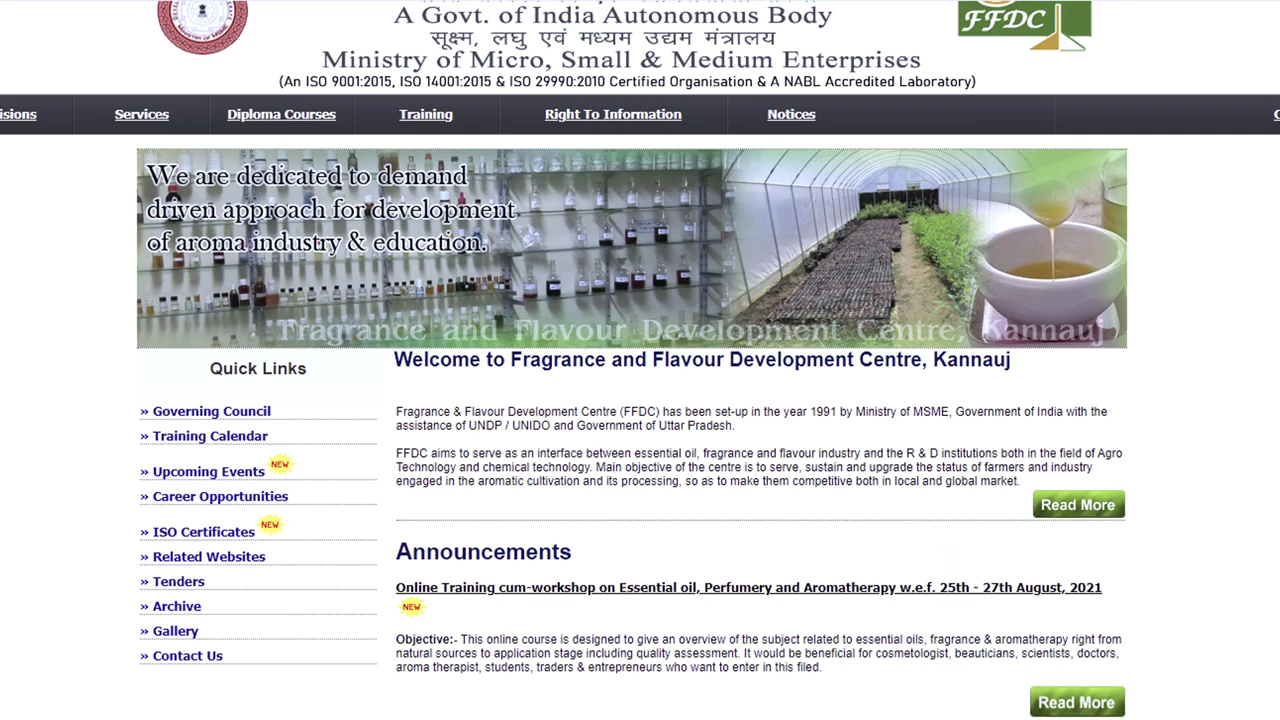 A Govt. of India Autonomous Body
सूक्ष्म, लघु एवं मध्यम उद्यम मंत्रालय
Ministry of Micro, Small & Medium Enterprises
(An ISO 9001:2015, ISO 14001:2015 & ISO 29990:2010 Certified Organisation & A NABL Accredited Laboratory)
FFDC
isions Services Diploma Courses Training Right To Information Notices
We are dedicated to demand
driven approach for development
of aroma industry & education.
Fragrance and Flavour Development Centre, Kannauj
Quick Links
» Governing Council
» Training Calendar
» Upcoming Events NEW
» Career Opportunities
» ISO Certificates NEW
» Related Websites
» Tenders
» Archive
» Gallery
» Contact Us
Welcome to Fragrance and Flavour Development Centre, Kannauj
Fragrance & Flavour Development Centre (FFDC) has been set-up in the year 1991 by Ministry of MSME, Government of India with the
assistance of UNDP / UNIDO and Government of Uttar Pradesh.
FFDC aims to serve as an interface between essential oil, fragrance and flavour industry and the R & D institutions both in the field of Agro
Technology and chemical technology. Main objective of the centre is to serve, sustain and upgrade the status of farmers and industry
engaged in the aromatic cultivation and its processing, so as to make them competitive both in local and global market.
Read More
Announcements
Online Training cum-workshop on Essential oil, Perfumery and Aromatherapy w.e.f. 25th - 27th August, 2021
NEW
Objective:- This online course is designed to give an overview of the subject related to essential oils, fragrance & aromatherapy right from
natural sources to application stage including quality assessment. It would be beneficial for cosmetologist, beauticians, scientists, doctors,
aroma therapist, students, traders & entrepreneurs who want to enter in this filed.
Read More